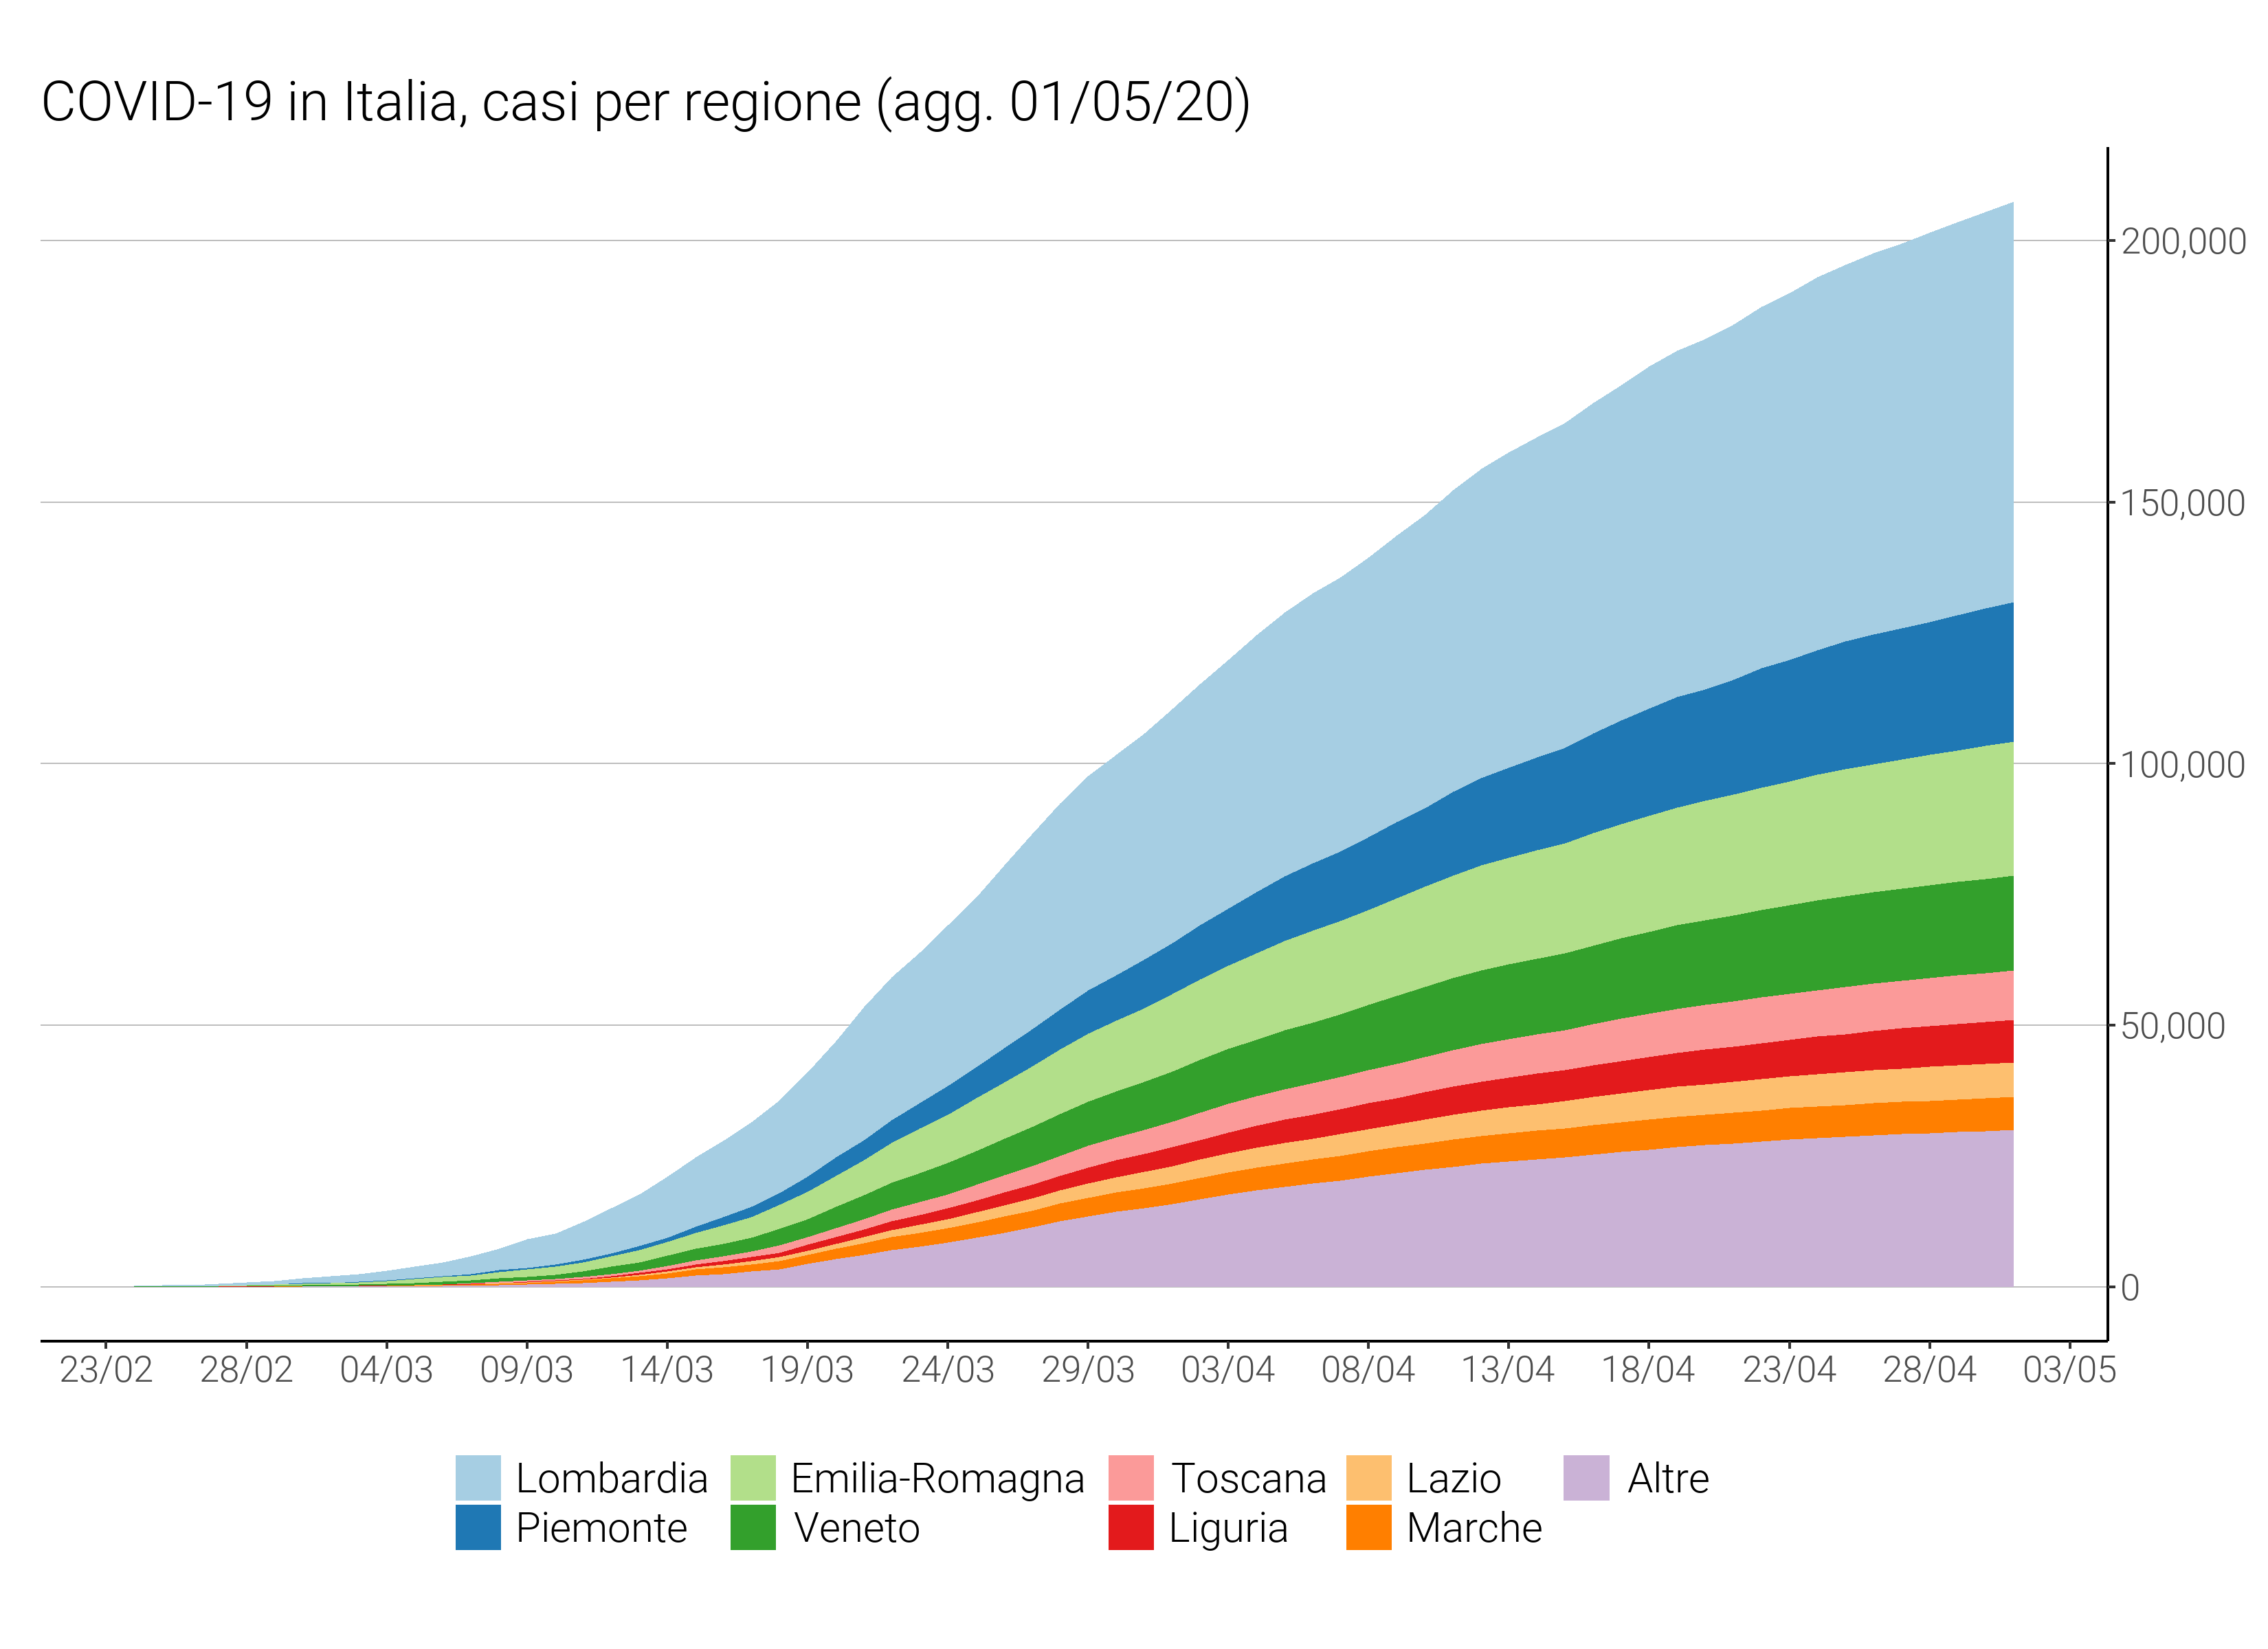 COVID-19 in Italia, casi per regione (agg. 01/05/20)
200,000
150,000
100,000
50,000
0
23/02 28/02 04/03 09/03 14/03 19/03 24/03 29/03 03/04 08/04 13/04 18/04 23/04 28/04 03/05
Lombardia Emilia-Romagna Toscana Lazio Altre
Piemonte Veneto Liguria Marche